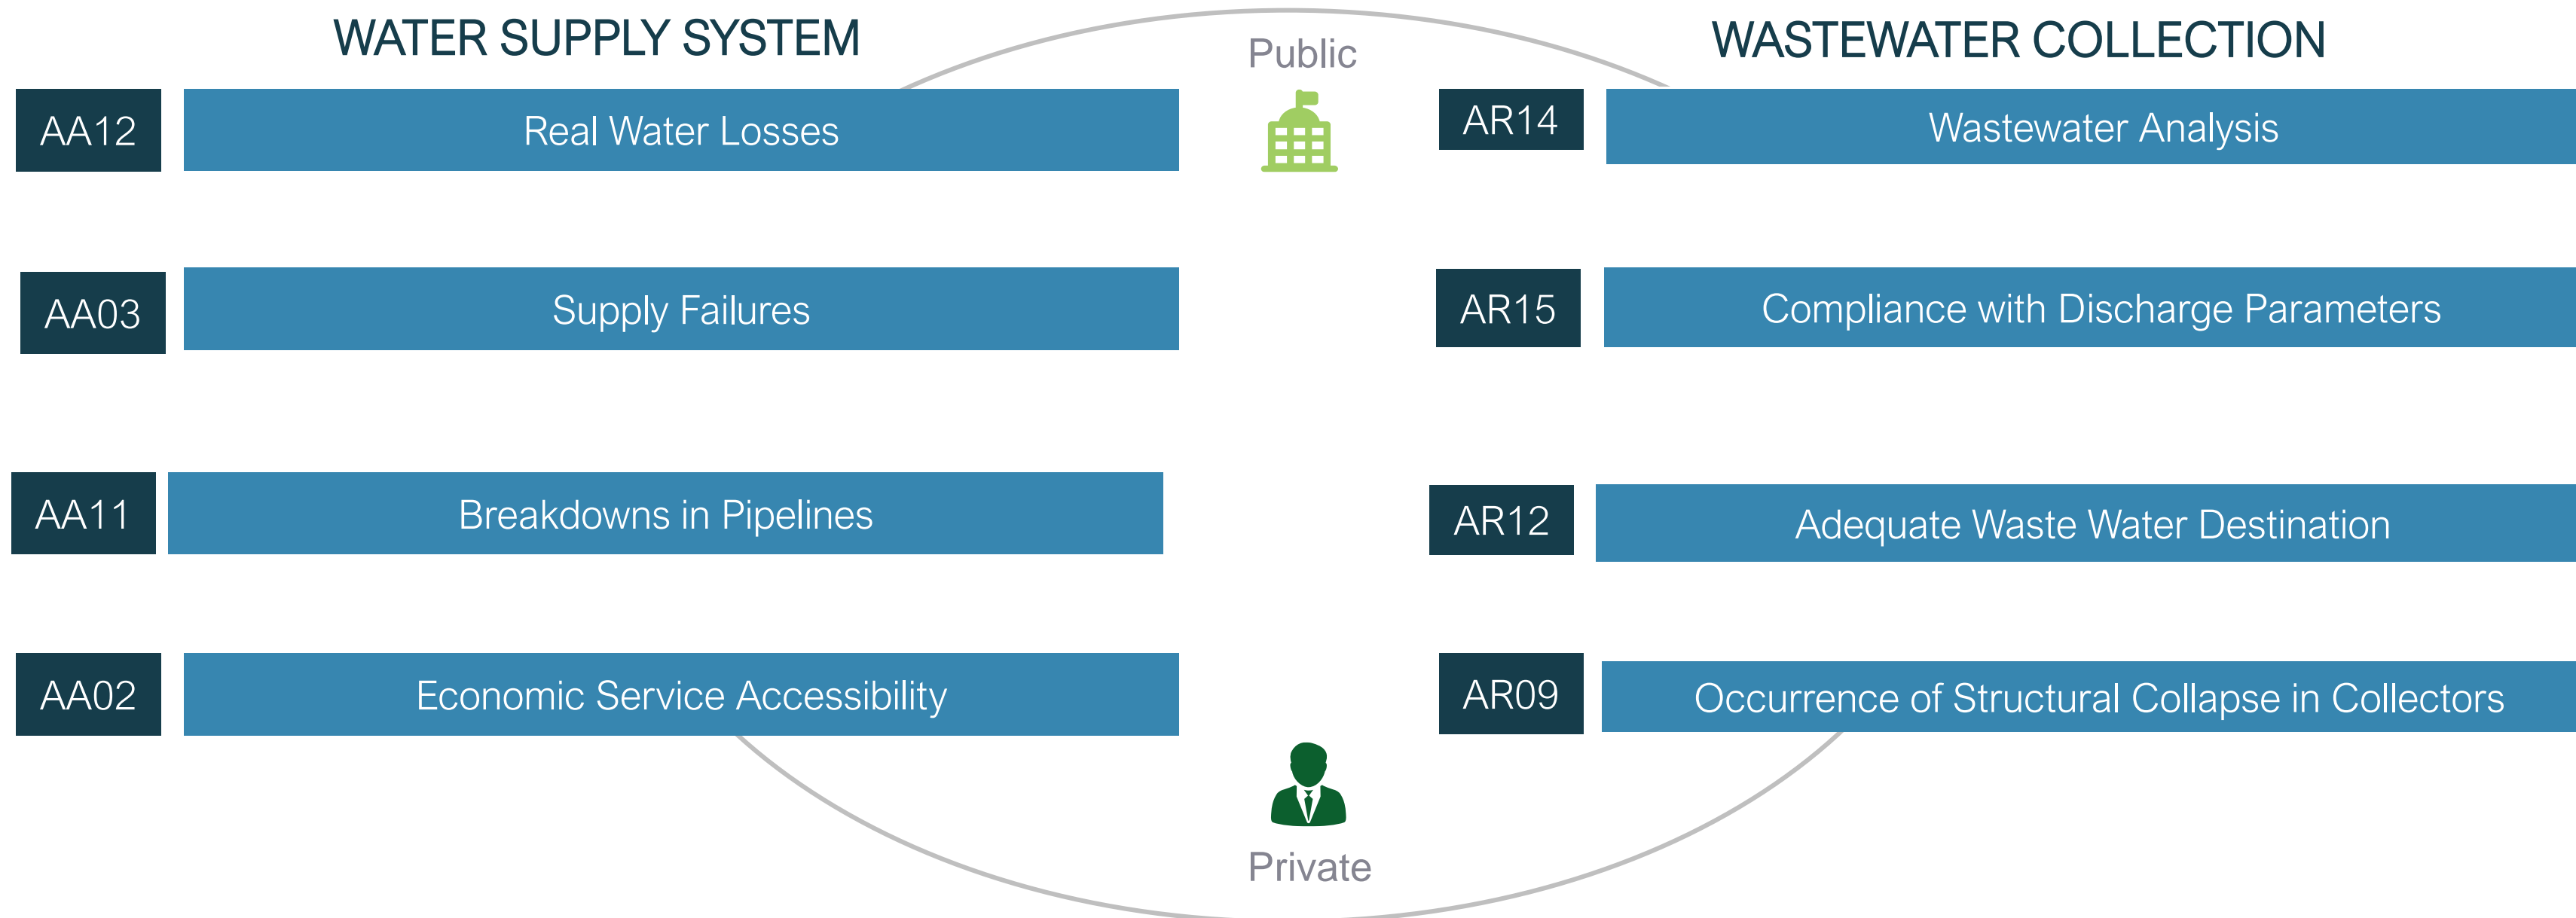 WATER SUPPLY SYSTEM
AA12
Real Water Losses
AA03
Supply Failures
AA11
Breakdowns in Pipelines
AA02
Economic Service Accessibility
Public
Private
WASTEWATER COLLECTION
AR14
Wastewater Analysis
AR15
Compliance with Discharge Parameters
AR12
Adequate Waste Water Destination
AR09
Occurrence of Structural Collapse in Collectors